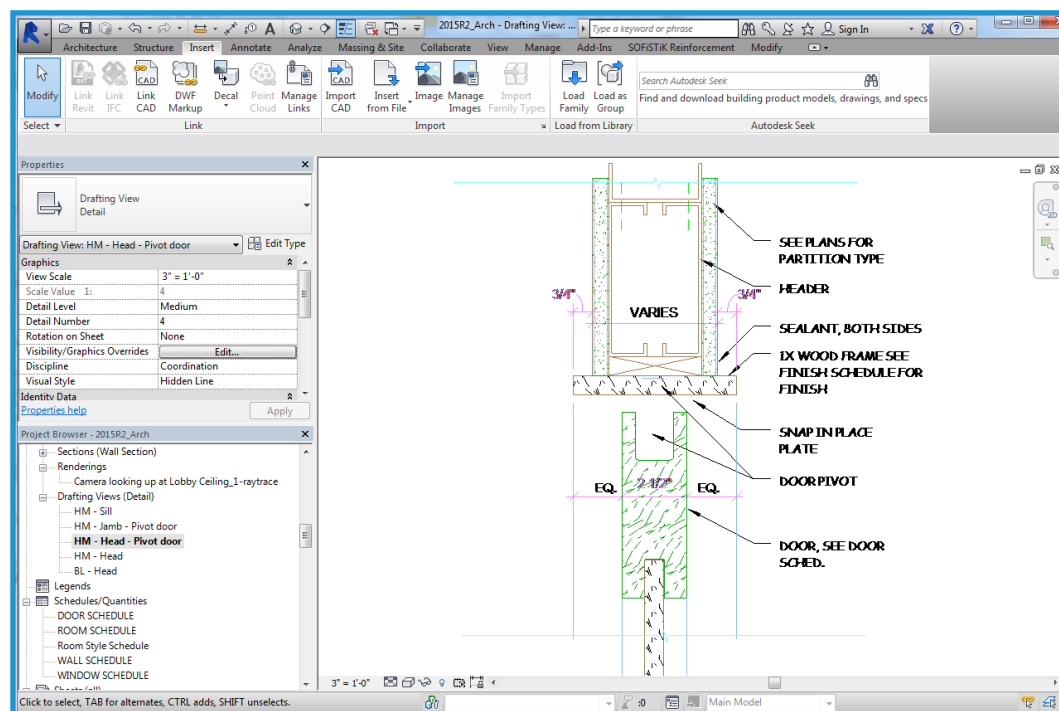 2015R2_Arch - Drafting View: ...
Type a keyword or phrase
Sign In
Architecture Structure Insert Annotate Analyze Massing & Site Collaborate View Manage Add-Ins SOFiSTiK Reinforcement Modify
Modify
Link Revit
Link IFC
Link CAD
DWF Markup
Decal
Point Cloud
Manage Links
Import CAD
Insert from File
Image
Manage Images
Import Family Types
Load Family
Load as Group
Search Autodesk Seek
Find and download building product models, drawings, and specs
Select
Link
Import
Load from Library
Autodesk Seek
Properties
Drafting View
Detail
Drafting View: HM - Head - Pivot door
Edit Type
Graphics
View Scale 3" = 1'-0"
Scale Value 1: 4
Detail Level Medium
Detail Number 4
Rotation on Sheet None
Visibility/Graphics Overrides Edit...
Discipline Coordination
Visual Style Hidden Line
Identity Data
Properties help
Apply
Project Browser - 2015R2_Arch
Sections (Wall Section)
Renderings
Camera looking up at Lobby Ceiling_1-raytrace
Drafting Views (Detail)
HM - Sill
HM - Jamb - Pivot door
HM - Head - Pivot door
HM - Head
BL - Head
Legends
Schedules/Quantities
DOOR SCHEDULE
ROOM SCHEDULE
Room Style Schedule
WALL SCHEDULE
WINDOW SCHEDULE
Sheets (all)
SEE PLANS FOR
PARTITION TYPE
HEADER
3/4"
3/4"
VARIES
SEALANT, BOTH SIDES
1X WOOD FRAME SEE
FINISH SCHEDULE FOR
FINISH
SNAP IN PLACE
PLATE
DOOR PIVOT
EQ.
2 1/2"
EQ.
DOOR, SEE DOOR
SCHED.
2D
3" = 1'-0"
Click to select, TAB for alternates, CTRL adds, SHIFT unselects.
:0
Main Model